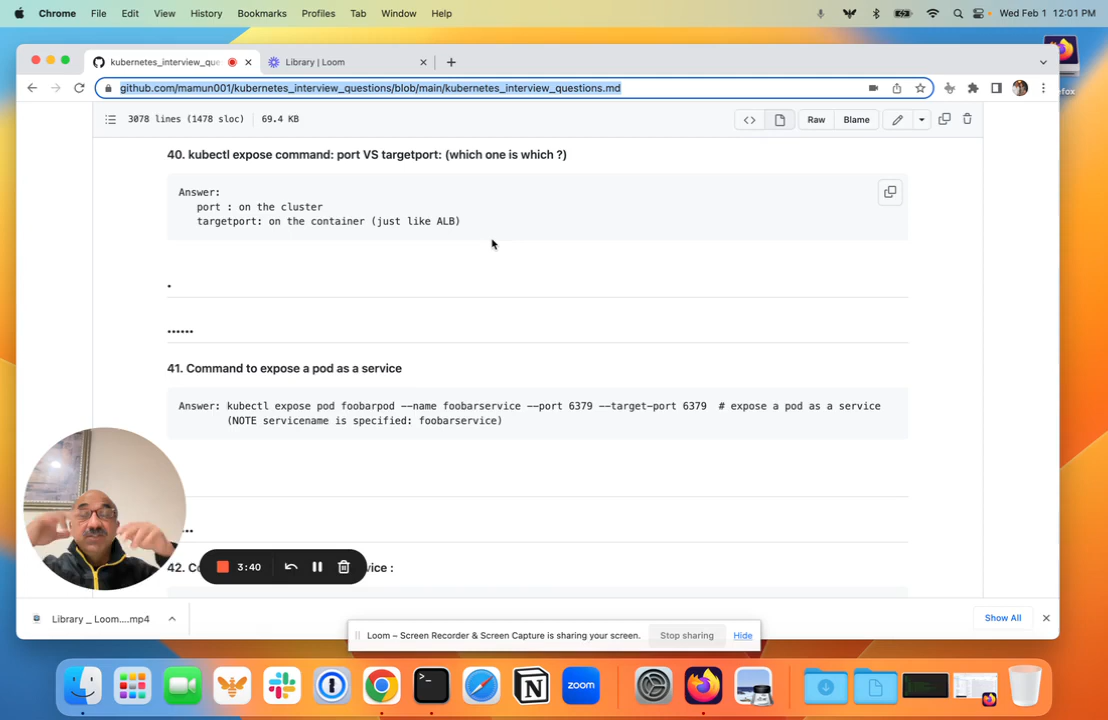 Chrome File Edit View History Bookmarks Profiles Tab Window Help Wed Feb 1 12:01 PM
kubernetes_interview_que Library | Loom
github.com/mamun001/kubernetes_interview_questions/blob/main/kubernetes_interview_questions.md
3078 lines (1478 sloc) 69.4 KB Raw Blame
40. kubectl expose command: port VS targetport: (which one is which ?)
Answer:
port : on the cluster
targetport: on the container (just like ALB)
.
......
41. Command to expose a pod as a service
Answer: kubectl expose pod foobarpod --name foobarservice --port 6379 --target-port 6379 # expose a pod as a service
(NOTE servicename is specified: foobarservice)
42. vice :
3:40
Library _ Loom....mp4 Show All
Loom – Screen Recorder & Screen Capture is sharing your screen. Stop sharing Hide
zoom